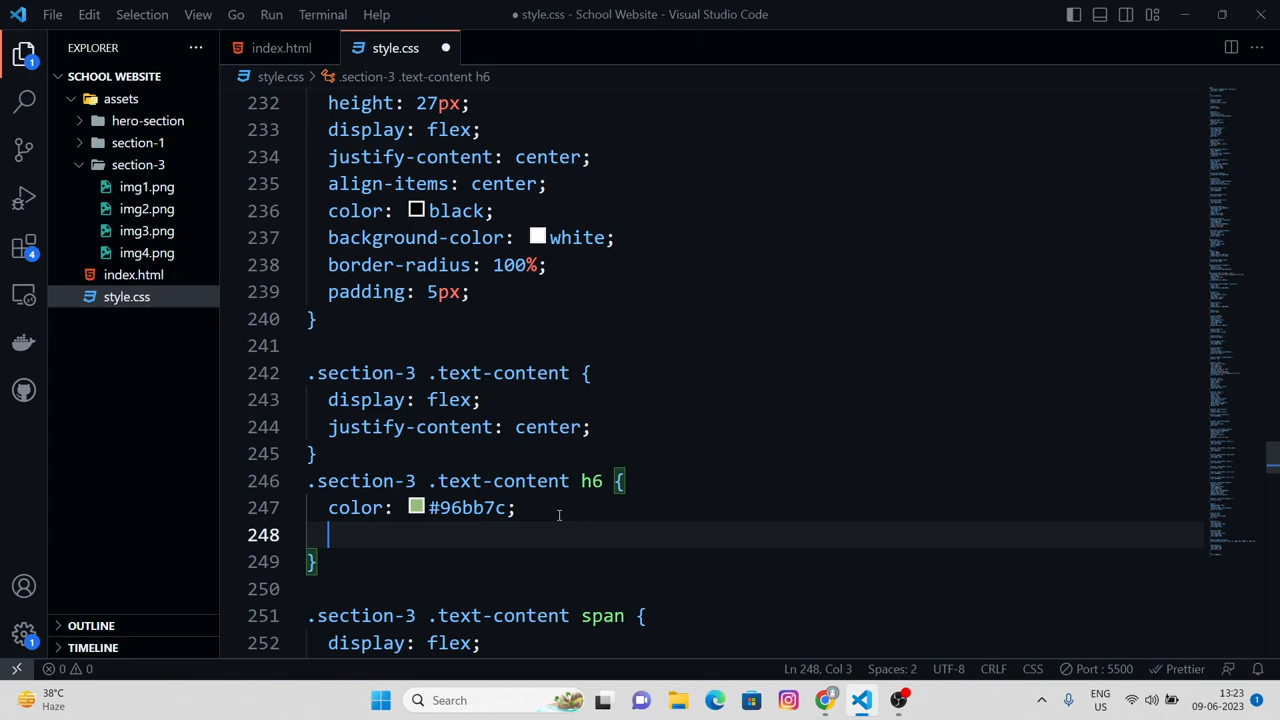 File Edit Selection View Go Run Terminal Help
● style.css - School Website - Visual Studio Code
EXPLORER
index.html
style.css
SCHOOL WEBSITE
assets
hero-section
section-1
section-3
img1.png
img2.png
img3.png
img4.png
index.html
style.css
OUTLINE
TIMELINE
1
4
1
style.css > .section-3 .text-content h6
232 height: 27px;
233 display: flex;
234 justify-content: center;
235 align-items: center;
236 color: black;
237 background-color: white;
238 border-radius: 100%;
239 padding: 5px;
240 }
241
242 .section-3 .text-content {
243 display: flex;
244 justify-content: center;
245 }
246 .section-3 .text-content h6 {
247 color: #96bb7c;
248
249 }
250
251 .section-3 .text-content span {
252 display: flex;
0 0 Ln 248, Col 3 Spaces: 2 UTF-8 CRLF CSS Port : 5500 Prettier
38°C
Haze
Search
ENG
US
13:23
09-06-2023
1